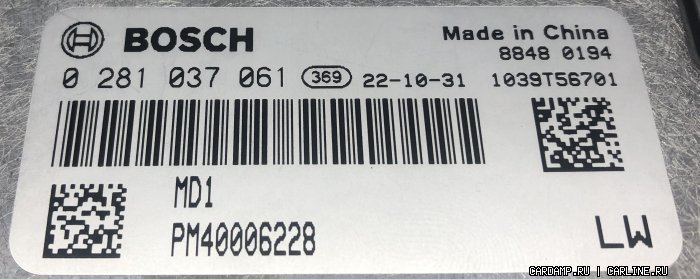 BOSCH
Made in China
8848 0194
0 281 037 061 369 22-10-31 1039T56701
MD1
PM40006228
LW
CARDAMP.RU | CARLINE.RU